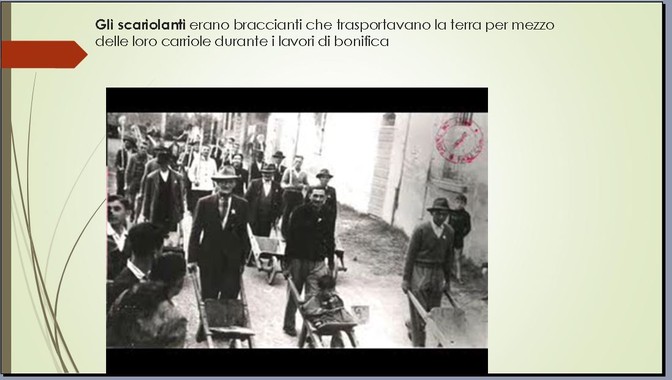 Gli scariolanti erano braccianti che trasportavano la terra per mezzo
delle loro carriole durante i lavori di bonifica